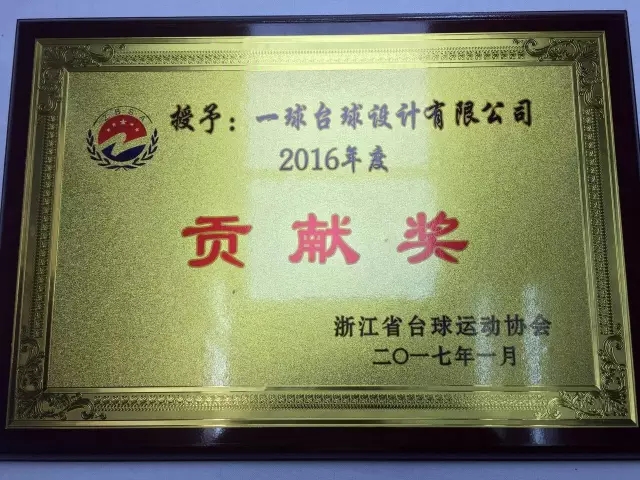 授予：一球台球设计有限公司
2016年度
贡献奖
浙江省台球运动协会
二〇一七年一月